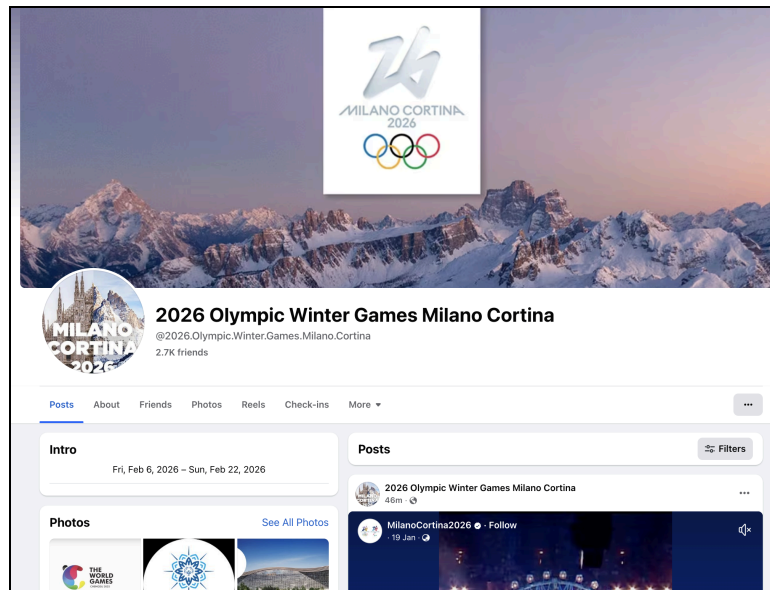 26
MILANO CORTINA
2026
MILANO
CORTINA
2026
2026 Olympic Winter Games Milano Cortina
@2026.Olympic.Winter.Games.Milano.Cortina
2.7K friends
Posts About Friends Photos Reels Check-ins More
Intro
Fri, Feb 6, 2026 – Sun, Feb 22, 2026
Photos See All Photos
THE
WORLD
GAMES
Posts Filters
2026 Olympic Winter Games Milano Cortina
46m ·
MilanoCortina2026 · Follow
· 19 Jan ·